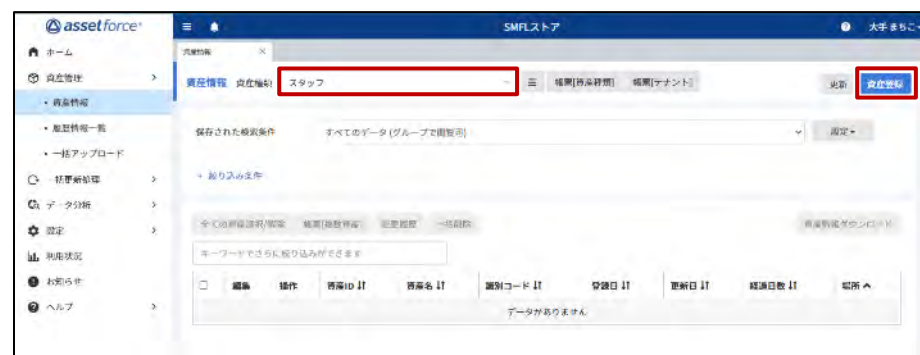 assetforce
SMFLストア
大手 まちこ
ホーム
資産情報
資産管理
資産情報 資産種類 スタッフ
帳票[資産種類]
帳票[テナント]
更新
資産登録
資産情報
履歴情報一覧
保存された検索条件
すべてのデータ (グループで閲覧可)
設定
一括アップロード
一括更新処理
+ 絞り込み条件
データ分析
設定
全ての資産選択/解除
帳票[複数資産]
変更履歴
一括削除
資産情報ダウンロード
利用状況
キーワードでさらに絞り込みができます
お知らせ
編集 操作 資産ID 資産名 識別コード 登録日 更新日 経過日数 場所
ヘルプ
データがありません